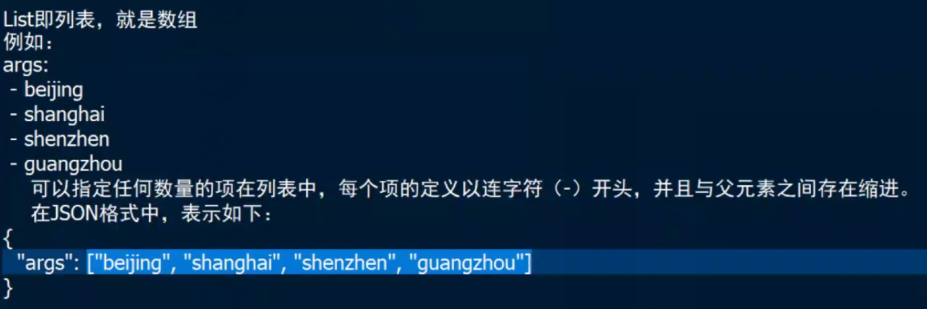 List即列表，就是数组
例如：
args:
- beijing
- shanghai
- shenzhen
- guangzhou
可以指定任何数量的项在列表中，每个项的定义以连字符（-）开头，并且与父元素之间存在缩进。
在JSON格式中，表示如下：
{
"args": ["beijing", "shanghai", "shenzhen", "guangzhou"]
}